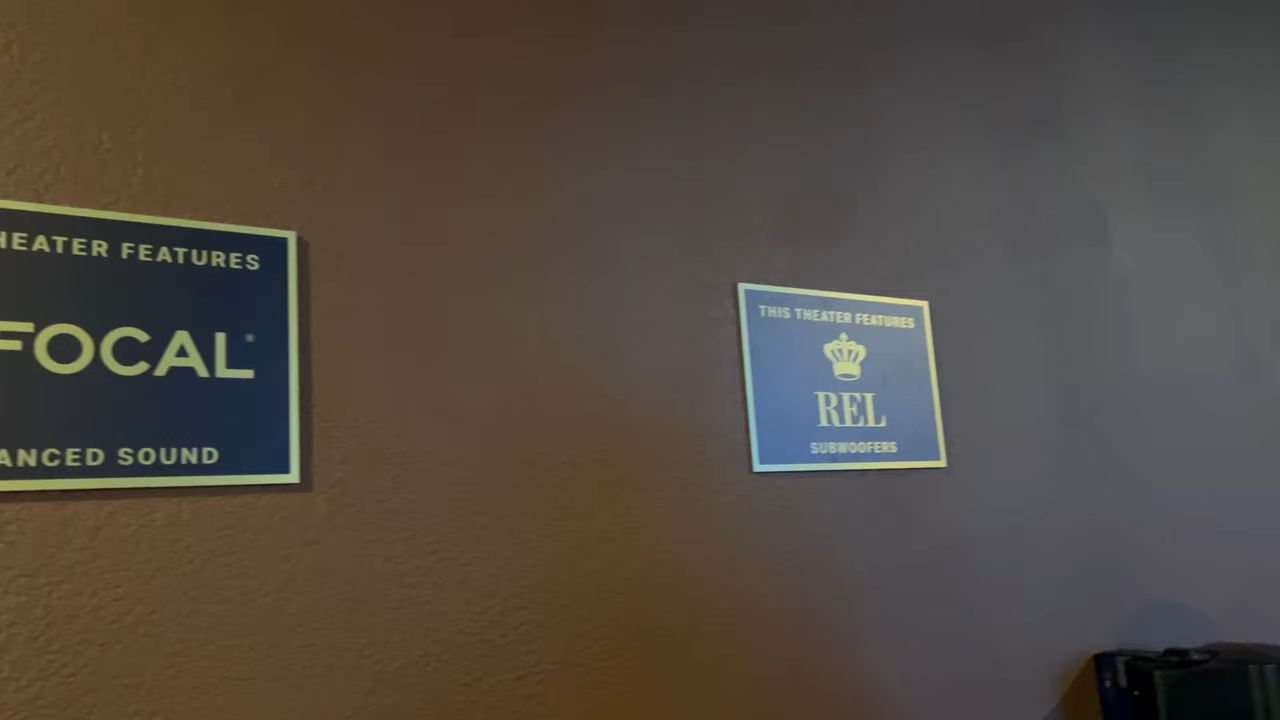 HEATER FEATURES
FOCAL®
ANCED SOUND
THIS THEATER FEATURES
REL
SUBWOOFERS